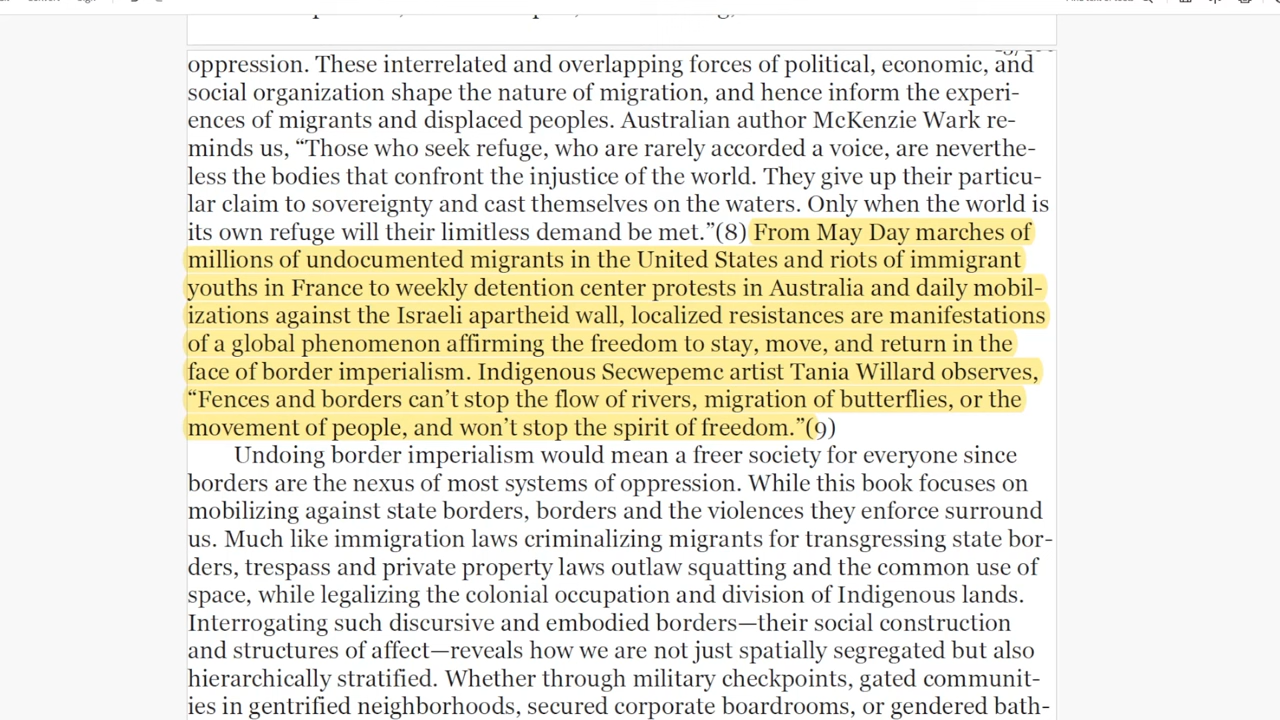 oppression. These interrelated and overlapping forces of political, economic, and
social organization shape the nature of migration, and hence inform the experi-
ences of migrants and displaced peoples. Australian author McKenzie Wark re-
minds us, “Those who seek refuge, who are rarely accorded a voice, are neverthe-
less the bodies that confront the injustice of the world. They give up their particu-
lar claim to sovereignty and cast themselves on the waters. Only when the world is
its own refuge will their limitless demand be met.”(8) From May Day marches of
millions of undocumented migrants in the United States and riots of immigrant
youths in France to weekly detention center protests in Australia and daily mobil-
izations against the Israeli apartheid wall, localized resistances are manifestations
of a global phenomenon affirming the freedom to stay, move, and return in the
face of border imperialism. Indigenous Secwepemc artist Tania Willard observes,
“Fences and borders can’t stop the flow of rivers, migration of butterflies, or the
movement of people, and won’t stop the spirit of freedom.”(9)
Undoing border imperialism would mean a freer society for everyone since
borders are the nexus of most systems of oppression. While this book focuses on
mobilizing against state borders, borders and the violences they enforce surround
us. Much like immigration laws criminalizing migrants for transgressing state bor-
ders, trespass and private property laws outlaw squatting and the common use of
space, while legalizing the colonial occupation and division of Indigenous lands.
Interrogating such discursive and embodied borders—their social construction
and structures of affect—reveals how we are not just spatially segregated but also
hierarchically stratified. Whether through military checkpoints, gated communit-
ies in gentrified neighborhoods, secured corporate boardrooms, or gendered bath-